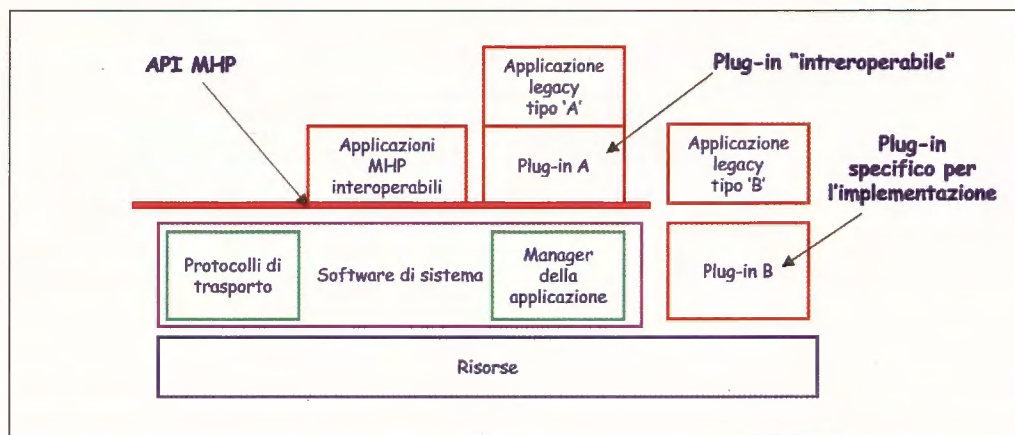 API MHP
Applicazione
legacy
tipo 'A'
Plug-in "intreroperabile"
Applicazioni
MHP
interoperabili
Plug-in A
Applicazione
legacy
tipo 'B'
Plug-in
specifico per
l'implementazione
Protocolli di
trasporto
Software di sistema
Manager
della
applicazione
Plug-in B
Risorse